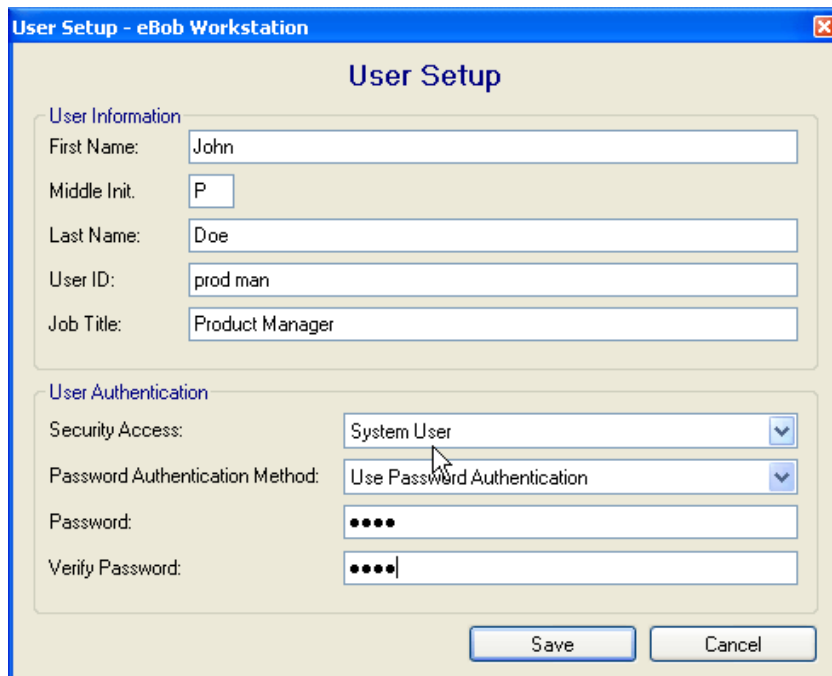 User Setup - eBob Workstation
User Setup
User Information
First Name: John
Middle Init. P
Last Name: Doe
User ID: prod man
Job Title: Product Manager
User Authentication
Security Access: System User
Password Authentication Method: Use Password Authentication
Password: ●●●●
Verify Password: ●●●●
Save Cancel